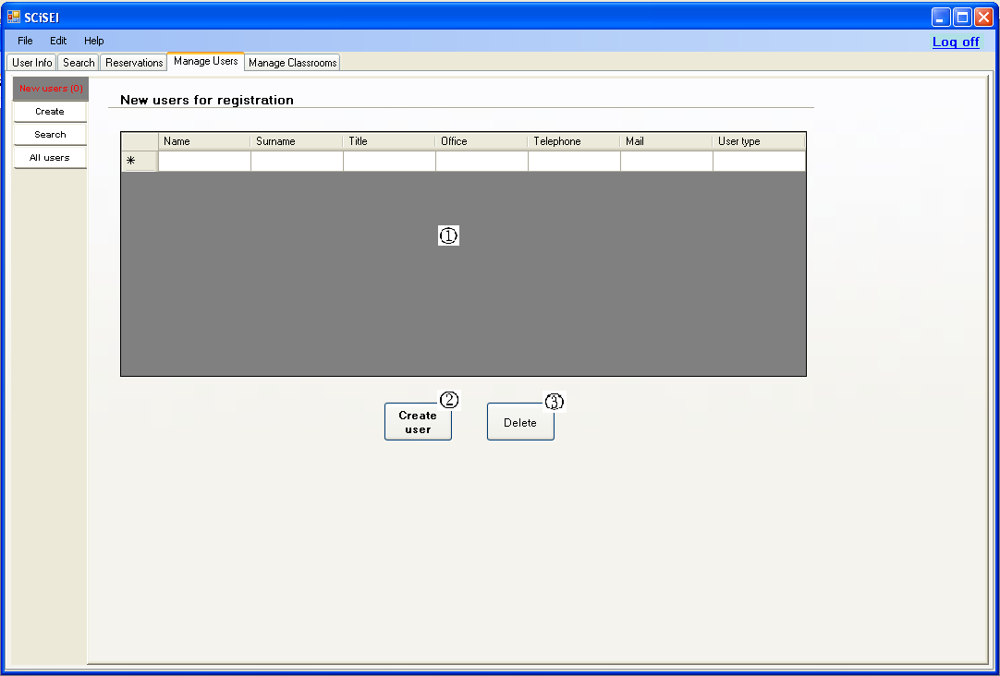 SCiSEI
File Edit Help
Log off
User Info Search Reservations Manage Users Manage Classrooms
New users (0)
Create
Search
All users
New users for registration
Name Surname Title Office Telephone Mail User type
*
①
②
Create
user
③
Delete